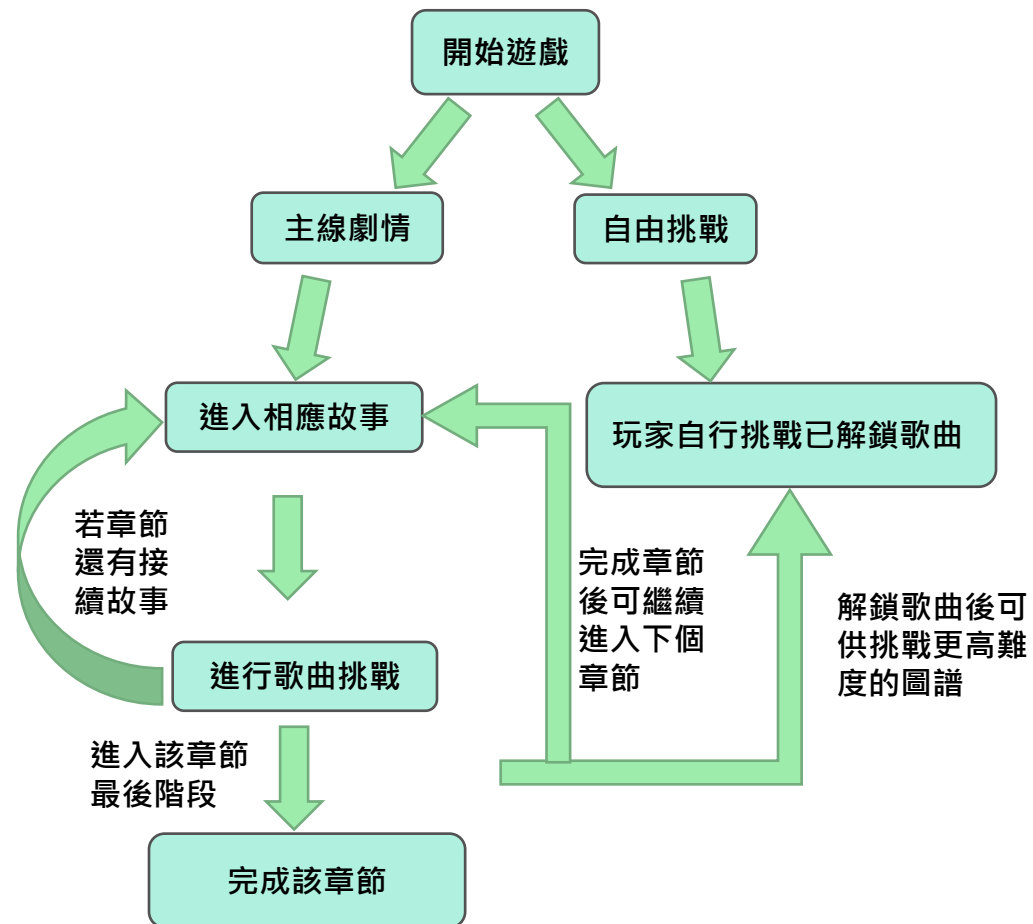 開始遊戲
主線劇情
自由挑戰
進入相應故事
玩家自行挑戰已解鎖歌曲
若章節
還有接
續故事
完成章節
後可繼續
進入下個
章節
解鎖歌曲後可
供挑戰更高難
度的圖譜
進行歌曲挑戰
進入該章節
最後階段
完成該章節